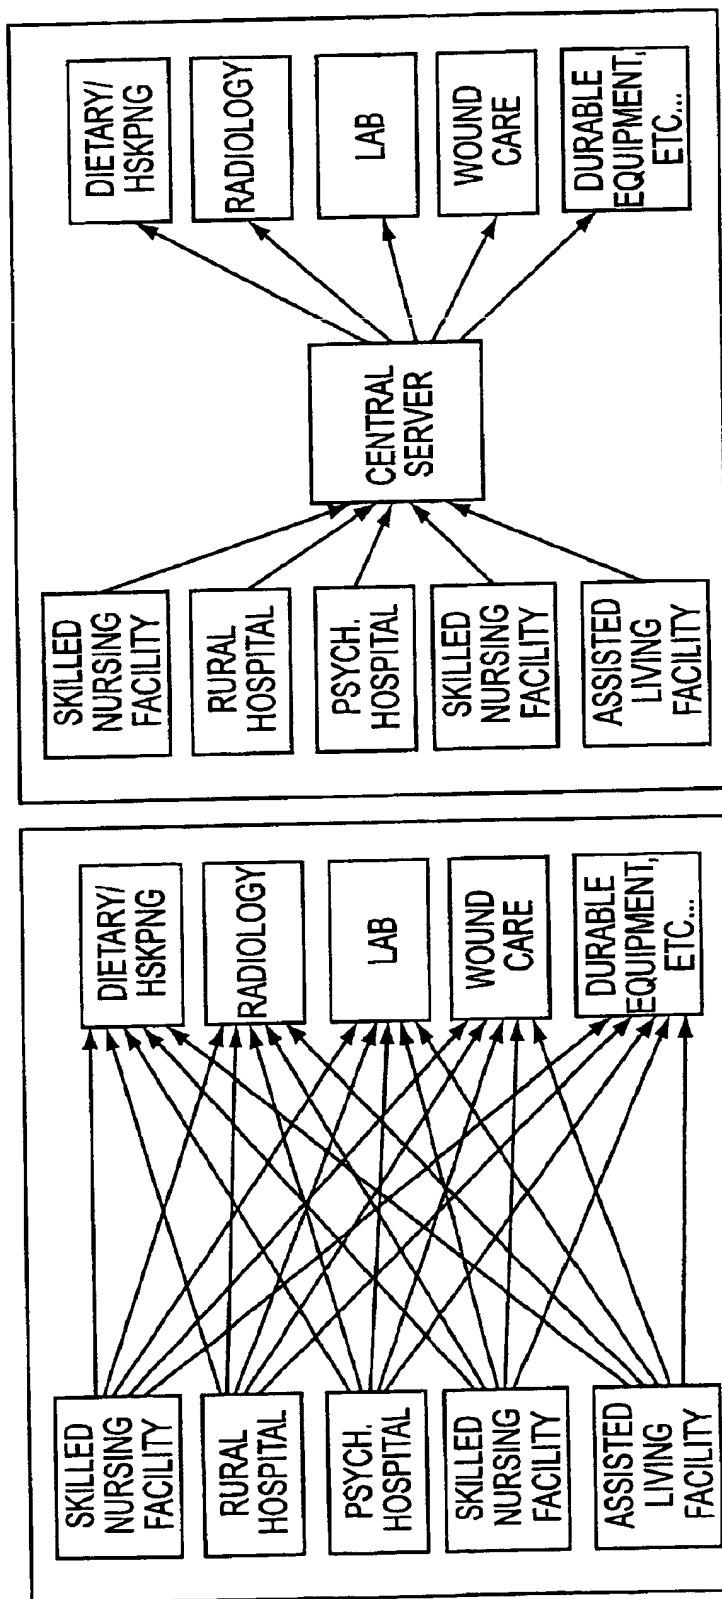 SKILLED
NURSING
FACILITY
RURAL
HOSPITAL
PSYCH.
HOSPITAL
SKILLED
NURSING
FACILITY
ASSISTED
LIVING
FACILITY
DIETARY/
HSKPNG
RADIOLOGY
LAB
WOUND
CARE
DURABLE
EQUIPMENT,
ETC...
SKILLED
NURSING
FACILITY
RURAL
HOSPITAL
PSYCH.
HOSPITAL
SKILLED
NURSING
FACILITY
ASSISTED
LIVING
FACILITY
CENTRAL
SERVER
DIETARY/
HSKPNG
RADIOLOGY
LAB
WOUND
CARE
DURABLE
EQUIPMENT,
ETC...